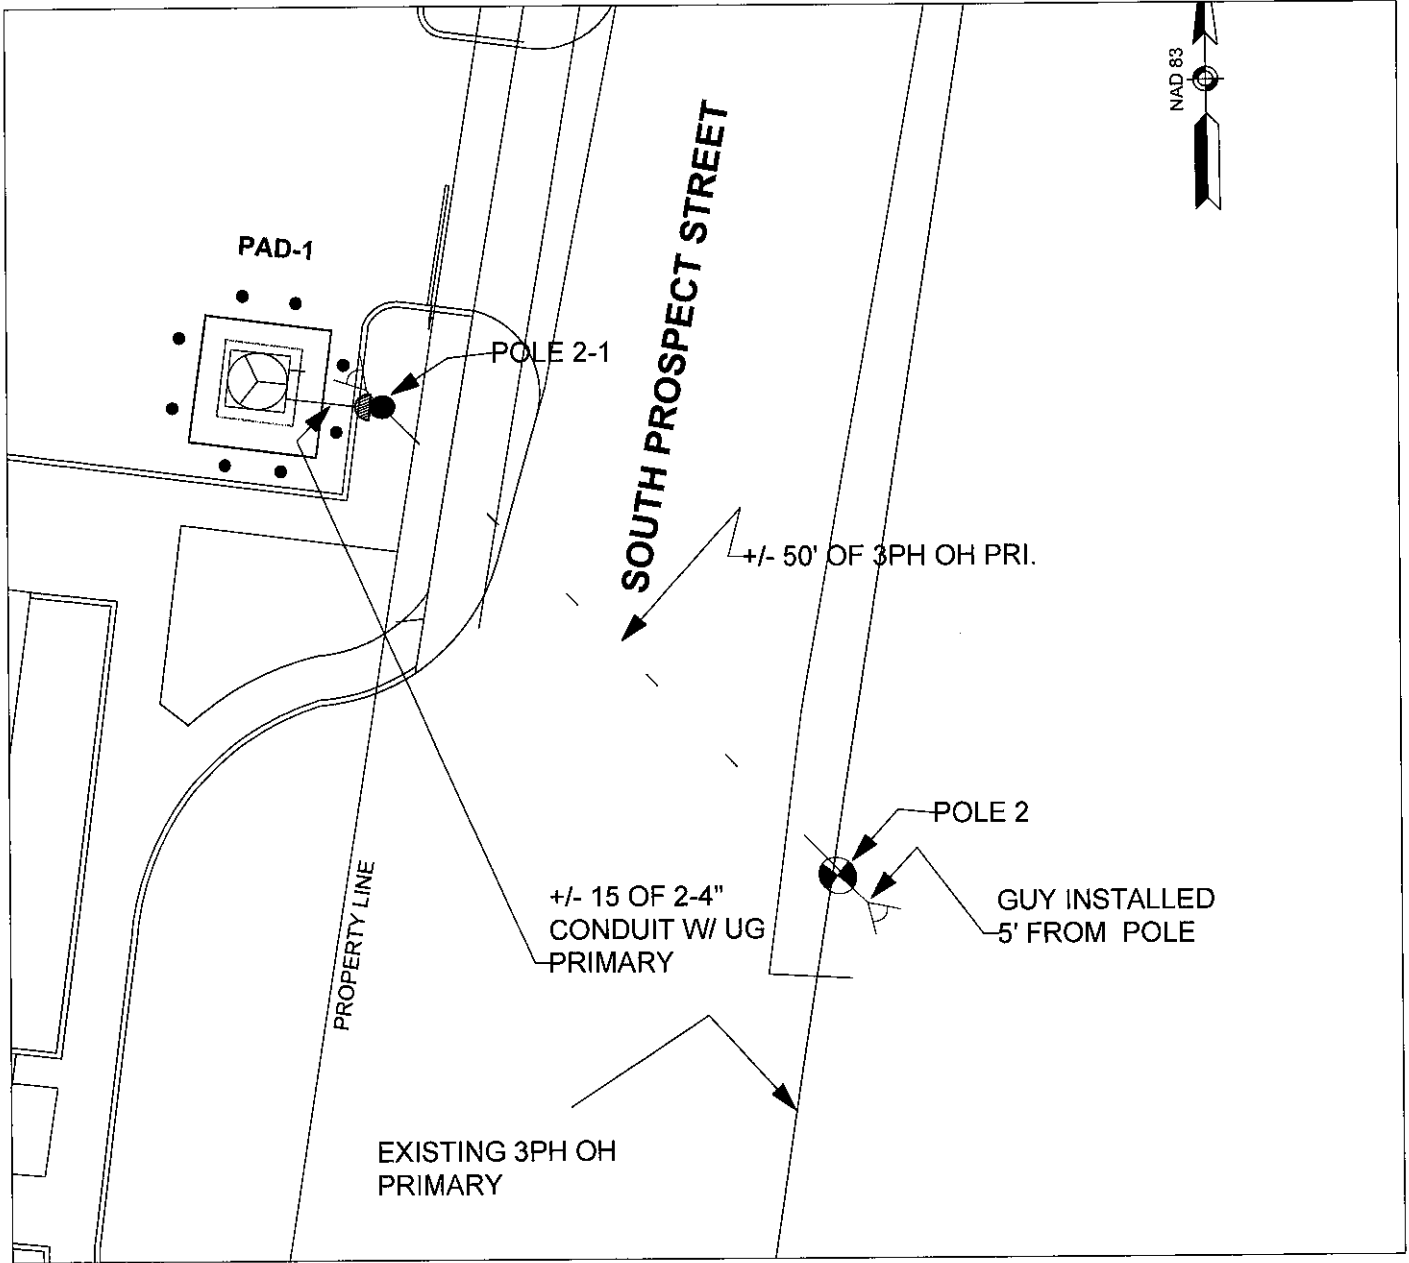 NAD 83
SOUTH PROSPECT STREET
PAD-1
POLE 2-1
+/- 50' OF 3PH OH PRI.
POLE 2
GUY INSTALLED
5' FROM POLE
+/- 15 OF 2-4"
CONDUIT W/ UG
PRIMARY
PROPERTY LINE
EXISTING 3PH OH
PRIMARY